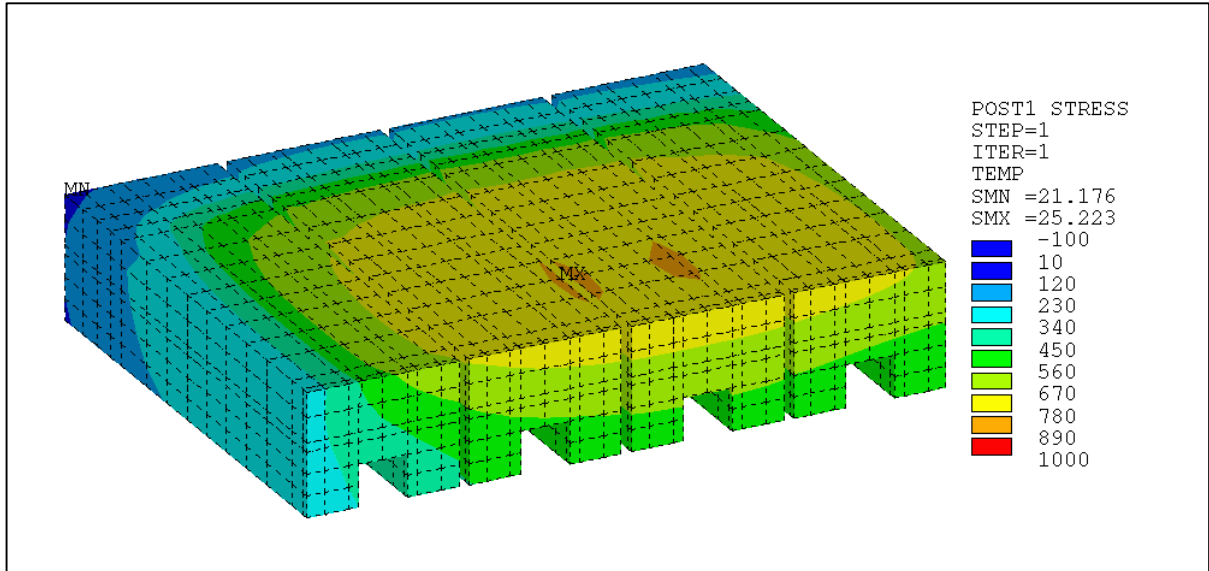 MN
MX
POST1 STRESS
STEP=1
ITER=1
TEMP
SMN =21.176
SMX =25.223
-100
10
120
230
340
450
560
670
780
890
1000